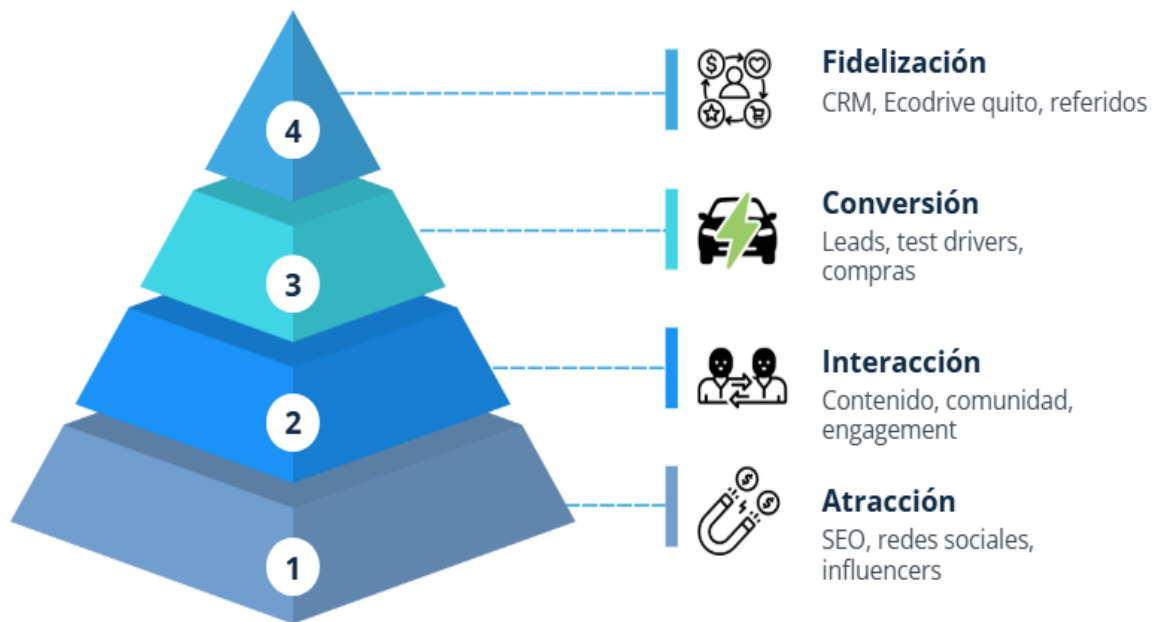 4
Fidelización
CRM, Ecodrive quito, referidos
3
Conversión
Leads, test drivers,
compras
2
Interacción
Contenido, comunidad,
engagement
1
Atracción
SEO, redes sociales,
influencers